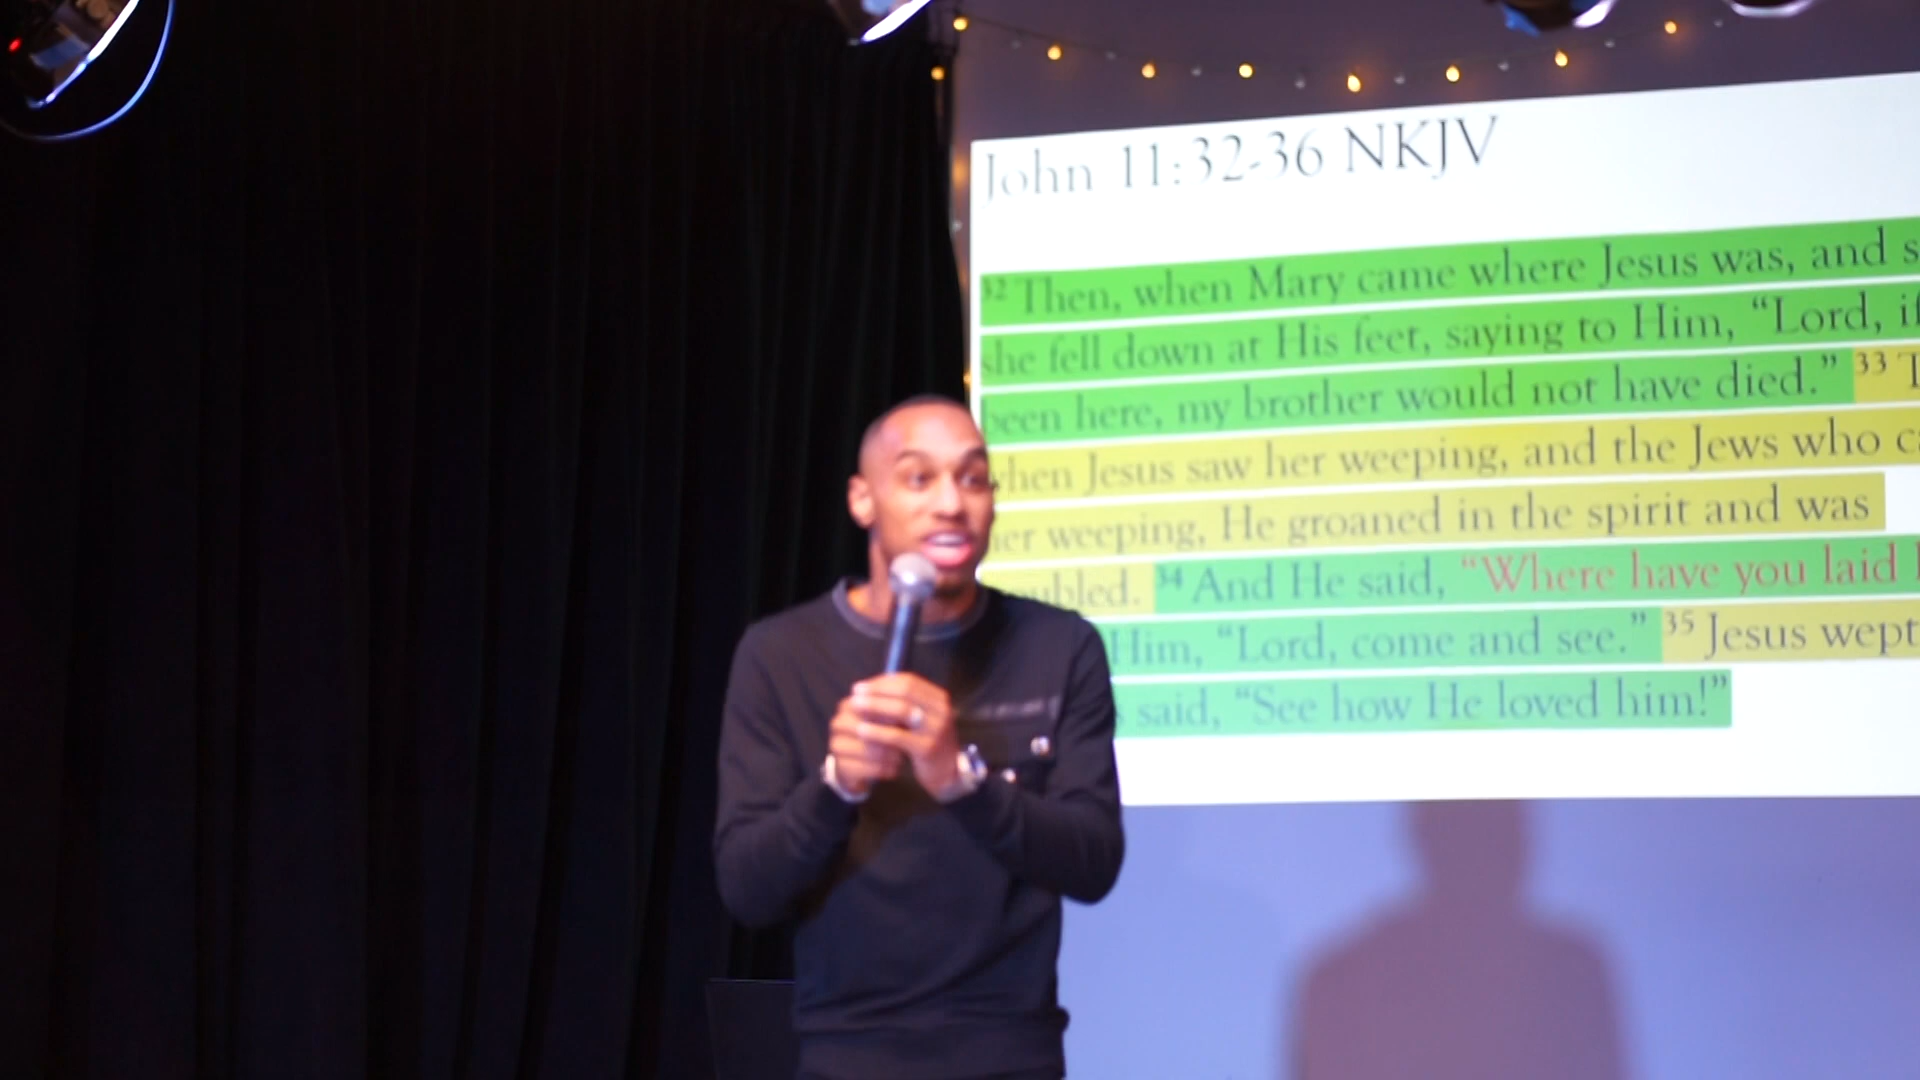 John 11:32-36 NKJV
32 Then, when Mary came where Jesus was, and s
she fell down at His feet, saying to Him, “Lord, if
been here, my brother would not have died.” 33 T
when Jesus saw her weeping, and the Jews who c
her weeping, He groaned in the spirit and was
oubled. 34 And He said, “Where have you laid h
Him, “Lord, come and see.” 35 Jesus wept
s said, “See how He loved him!”